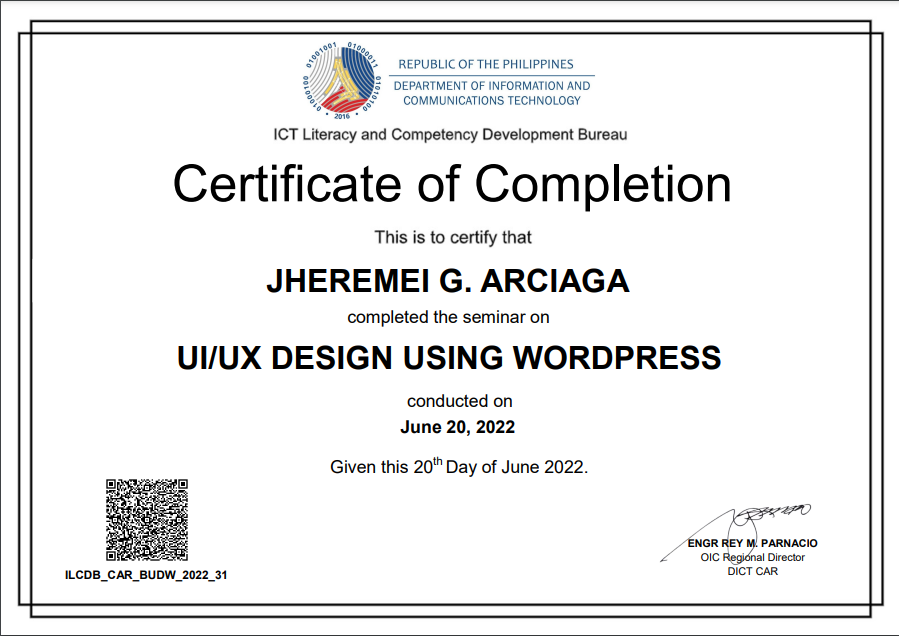 01001001 01000011
01000100 01010100
2016
REPUBLIC OF THE PHILIPPINES
DEPARTMENT OF INFORMATION AND
COMMUNICATIONS TECHNOLOGY
ICT Literacy and Competency Development Bureau
Certificate of Completion
This is to certify that
JHEREMEI G. ARCIAGA
completed the seminar on
UI/UX DESIGN USING WORDPRESS
conducted on
June 20, 2022
Given this 20th Day of June 2022.
ILCDB_CAR_BUDW_2022_31
ENGR REY M. PARNACIO
OIC Regional Director
DICT CAR